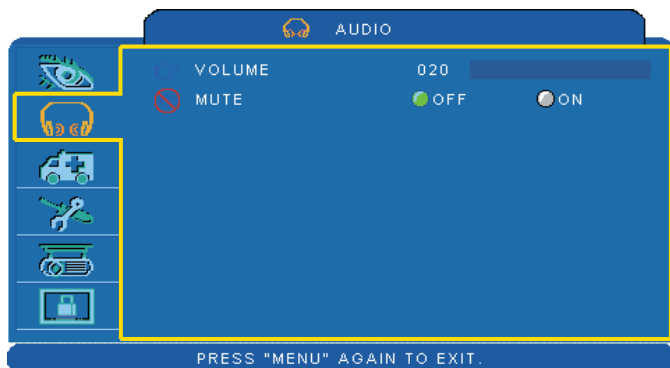 AUDIO
VOLUME 020
MUTE OFF ON
PRESS "MENU" AGAIN TO EXIT.